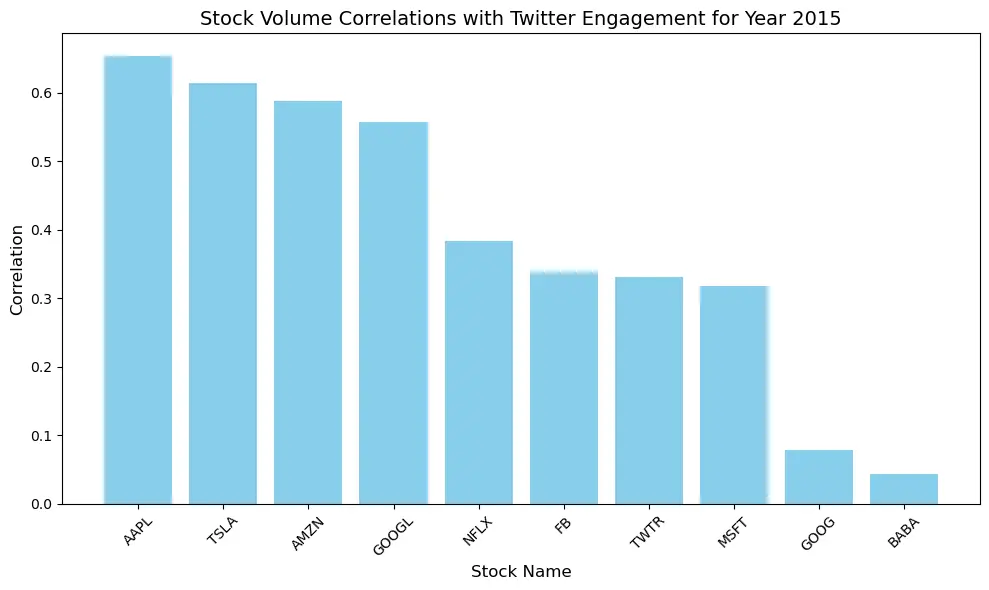 Stock Volume Correlations with Twitter Engagement for Year 2015
Correlation
0.6
0.5
0.4
0.3
0.2
0.1
0.0
AAPL
TSLA
AMZN
GOOGL
NFLX
FB
TWTR
MSFT
GOOG
BABA
Stock Name